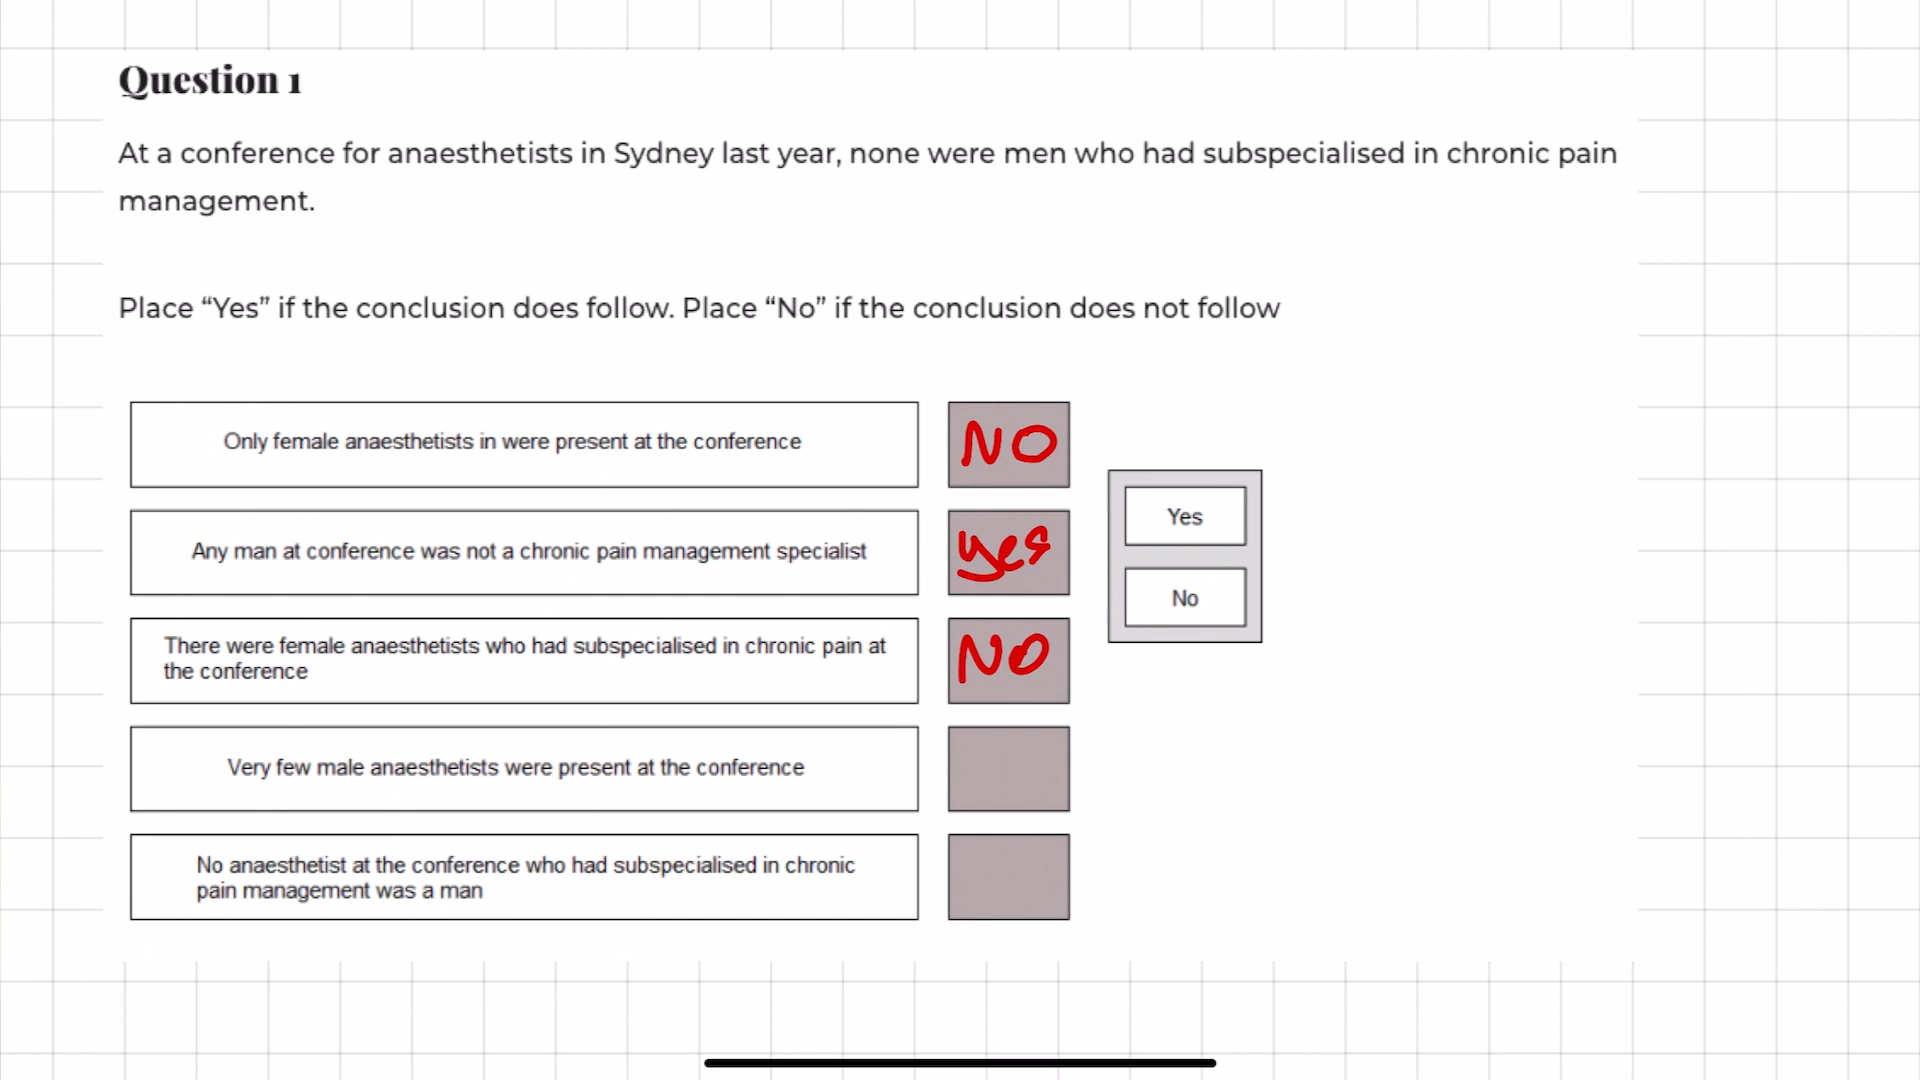 Question 1
At a conference for anaesthetists in Sydney last year, none were men who had subspecialised in chronic pain
management.
Place “Yes” if the conclusion does follow. Place “No” if the conclusion does not follow
Only female anaesthetists in were present at the conference
NO
Any man at conference was not a chronic pain management specialist
yes
There were female anaesthetists who had subspecialised in chronic pain at
the conference
NO
Very few male anaesthetists were present at the conference
No anaesthetist at the conference who had subspecialised in chronic
pain management was a man
Yes
No